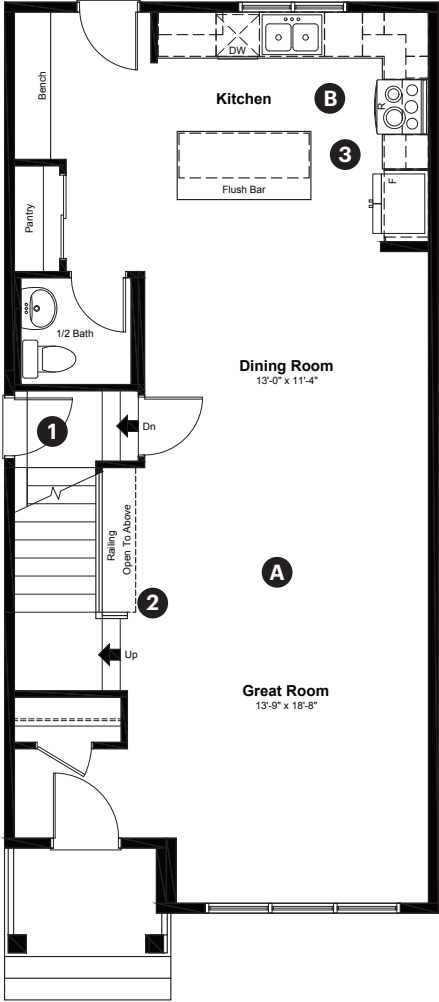 DW
Bench
Kitchen
B
R
3
F
Flush Bar
Pantry
1/2 Bath
Dining Room
13'-0" x 11'-4"
1
Dn
Railing
Open To Above
A
2
Up
Great Room
13'-9" x 18'-8"